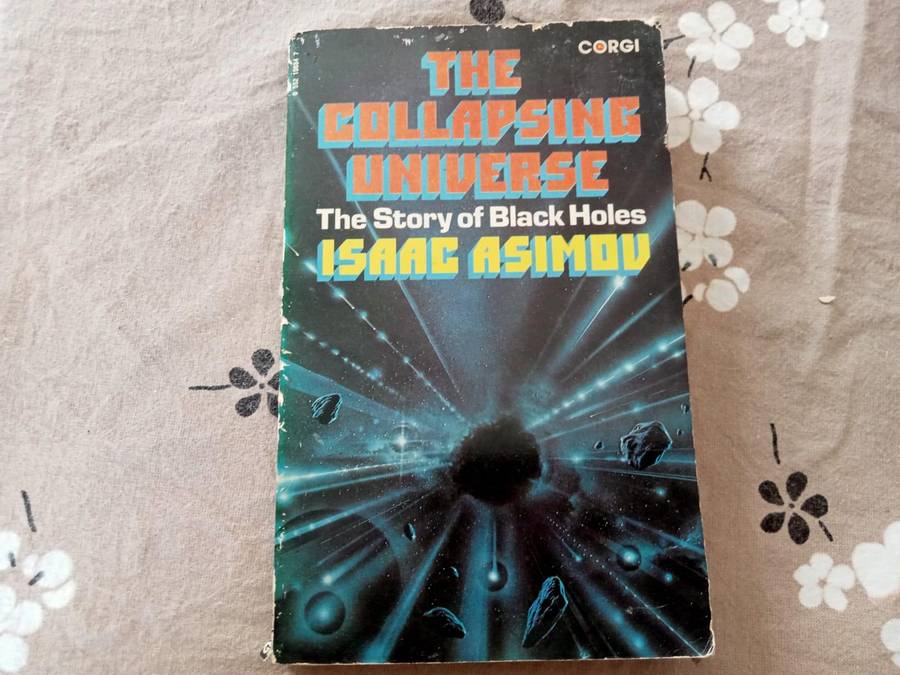 CORGI
THE
COLLAPSING
UNIVERSE
The Story of Black Holes
ISAAC ASIMOV